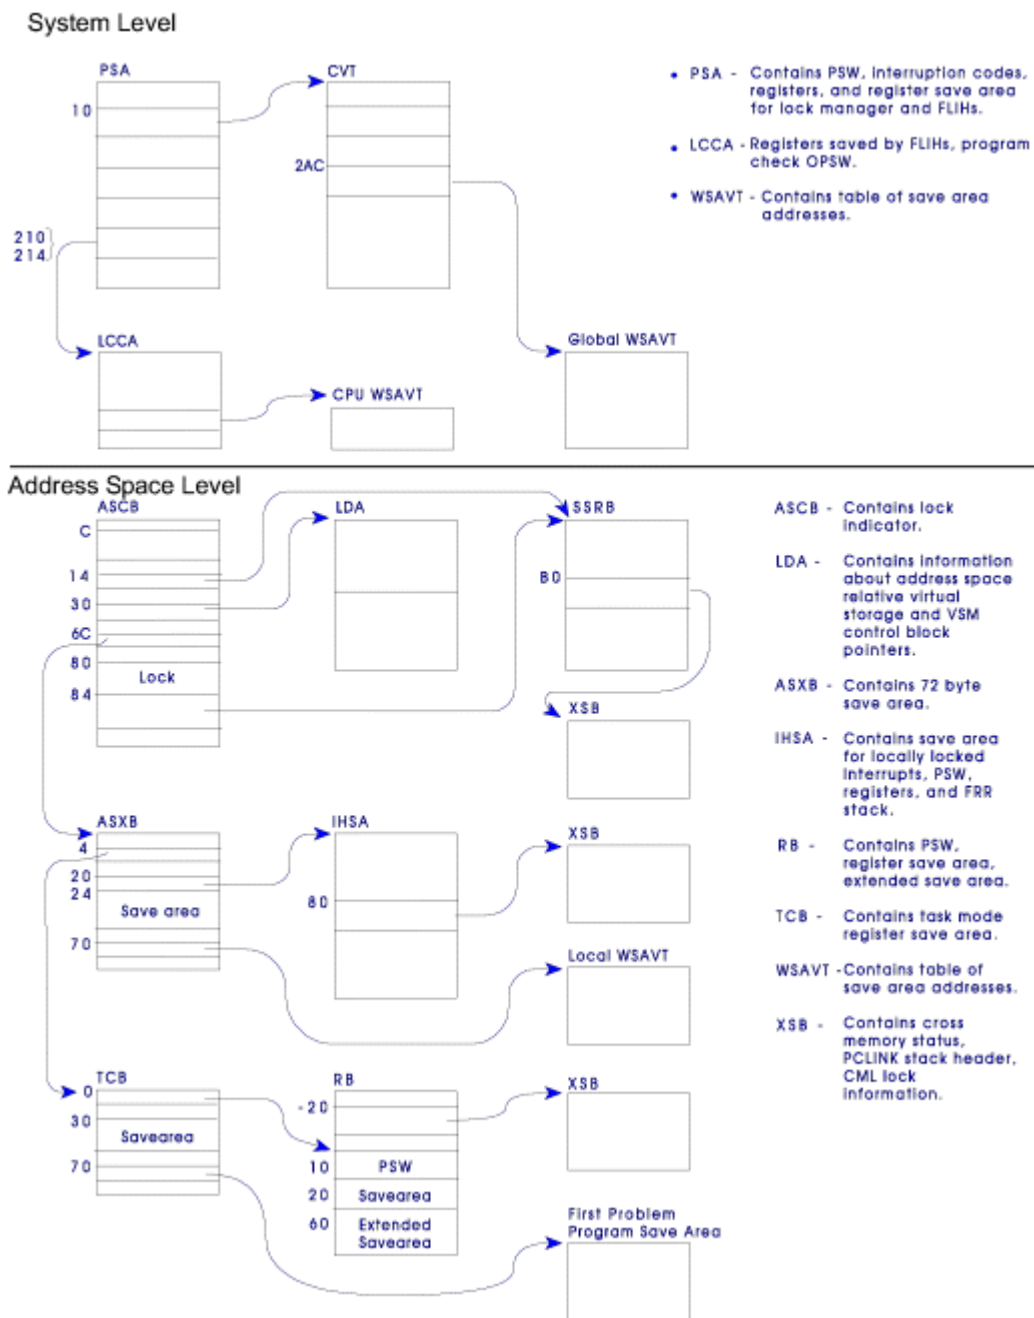 System Level
PSA
CVT
10
2AC
210
214
• PSA - Contains PSW, interruption codes,
registers, and register save area
for lock manager and FLIHs.
• LCCA - Registers saved by FLIHs, program
check OPSW.
• WSAVT - Contains table of save area
addresses.
LCCA
Global WSAVT
CPU WSAVT
Address Space Level
ASCB
LDA
SSRB
C
14
30
6C
80
Lock
84
80
XSB
ASCB - Contains lock
indicator.
LDA - Contains information
about address space
relative virtual
storage and VSM
control block
pointers.
ASXB - Contains 72 byte
save area.
IHSA - Contains save area
for locally locked
interrupts, PSW,
registers, and FRR
stack.
RB - Contains PSW,
register save area,
extended save area.
TCB - Contains task mode
register save area.
WSAVT - Contains table of
save area addresses.
XSB - Contains cross
memory status,
PCLINK stack header,
CML lock
information.
ASXB
IHSA
XSB
4
20
24
Save area
70
80
Local WSAVT
TCB
RB
XSB
0
30
Savearea
70
-20
10 PSW
20 Savearea
60 Extended
Savearea
First Problem
Program Save Area